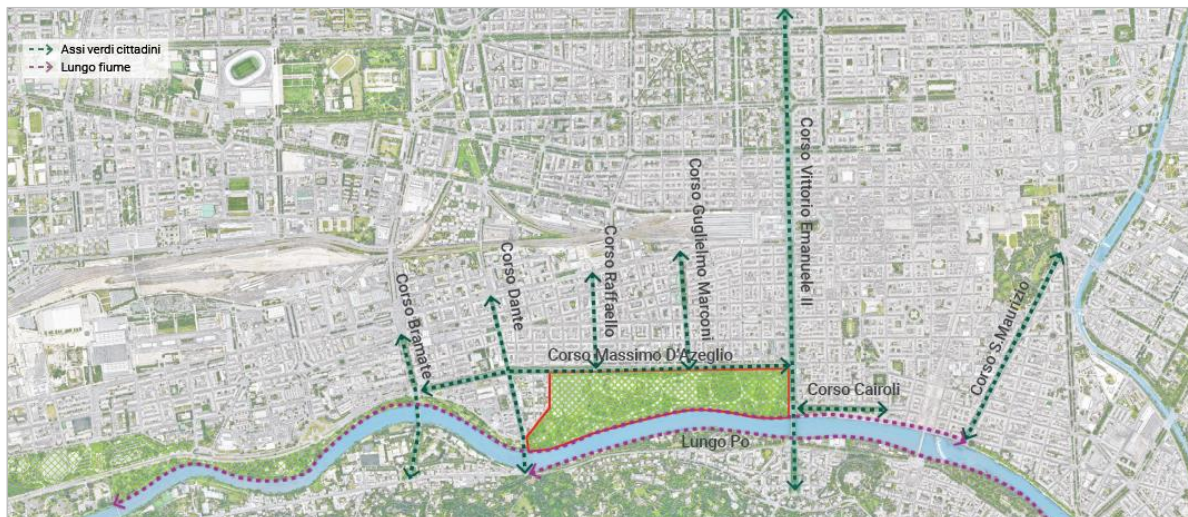 Assi verdi cittadini
Lungo fiume
Corso Vittorio Emanuele II
Corso Guglielmo Marconi
Corso Raffaello
Corso Dante
Corso Bramate
Corso Massimo D'Azeglio
Corso Cairoli
Corso S.Maurizio
Lungo Po